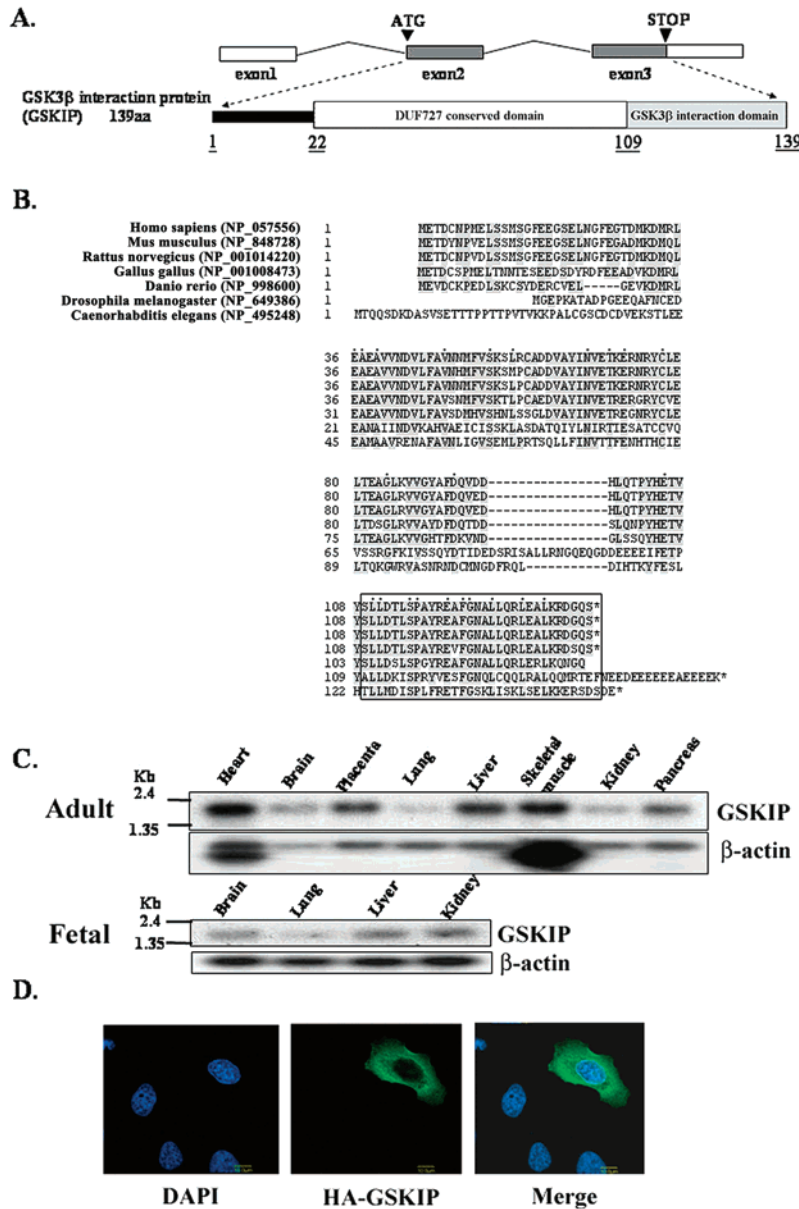 A.
ATG STOP
exon1 exon2 exon3
GSK3β interaction protein
(GSKIP) 139aa
DUF727 conserved domain GSK3β interaction domain
1 22 109 139
B.
Homo sapiens (NP_057556) 1 METDCNPMELSSMSGFEEGSELNGFEGTDMKDMRL
Mus musculus (NP_848728) 1 METDYNPVELSSMSGFEEGSELNGFEGADMKDMQL
Rattus norvegicus (NP_001014220) 1 METDCNPVDLSSMSGFEEGSELNGFEGADMKDMRL
Gallus gallus (NP_001008473) 1 METDCSPMELTNNTESEEDSDYRDFEEADVKDMRL
Danio rerio (NP_998600) 1 MEVDCKPEDLSKCSYDERCVEL-----GEVKDMRL
Drosophila melanogaster (NP_649386) 1 MGEPKATADPGEEQAFNCED
Caenorhabditis elegans (NP_495248) 1 MTQQSDKDASVSETTTPPTTPVTVKKPALCGSCDCDVEKSTLEE
36 EAEAVVNDVLFAVNNMFVSKSLRCADDVAYINVETKERNRYCLE
36 EAEAVVNDVLFAVNHMFVSKSMPCADDVAYINVETKERNRYCLE
36 EAEAVVNDVLFAVNNMFVSKSLRCADDVAYINVETKERNRYCLE
36 EAEAVVNDVLFAVSNMFVSKTLPCAEDVAYINVETRERGRYCVE
31 EAEAVVNDVLFAVSDMHVSHNLSSGLDVAYINVETREGNRYCLE
21 EANAIINDVKAHVAEICISSKLASDATQIYLNIRTIESATCCVQ
45 EAMAAVRENAFAVNLIGVSEMLPRTSQLLFINVTTFENHTHCIE
80 LTEAGLKVVGYAFDQVDD--------------HLQTPYHETV
80 LTEAGLRVVGYAFDQVED--------------HLQTPYHETV
80 LTEAGLRVVGYAFDQVED--------------HLQTPYHETV
80 LTDSGLRVVAYDFDQTDD--------------SLQNPYHETV
75 LTEAGLKVVGHTFDKVND--------------GLSSQYHETV
65 VSSRGFKIVSSQYDTIDEDSRISALLRNGQEQGDDEEEEIFETP
89 LTQKGWRVASNRNDCMNGDFRQL------------DIHTKYFESL
108 YSLLDTLSPAYREAFGNALLQRLEALKRDGQS*
108 YSLLDTLSPAYREAFGNALLQRLEALKRDGQS*
108 YSLLDTLSPAYREAFGNALLQRLEALKRDGQS*
108 YSLLDTLSPAYREVFGNALLQRLEALKRDSQS*
103 YSLLDSLSPGYREAFGNALLQRLERLKQNGQ
109 YALLDKISPRYVESFGNQLCQQLRALQQMRTEFNEEDEEEEEEAEEEEK*
122 HTLLMDISPLFRETFGSKLISKLSELKKERSDSDE*
C.
Kb Heart Brain Placenta Lung Liver Skeletal muscle Kidney Pancreas
Adult 2.4 GSKIP
1.35
β-actin
Brain Lung Liver Kidney
Fetal 2.4 GSKIP
1.35
β-actin
D.
DAPI HA-GSKIP Merge